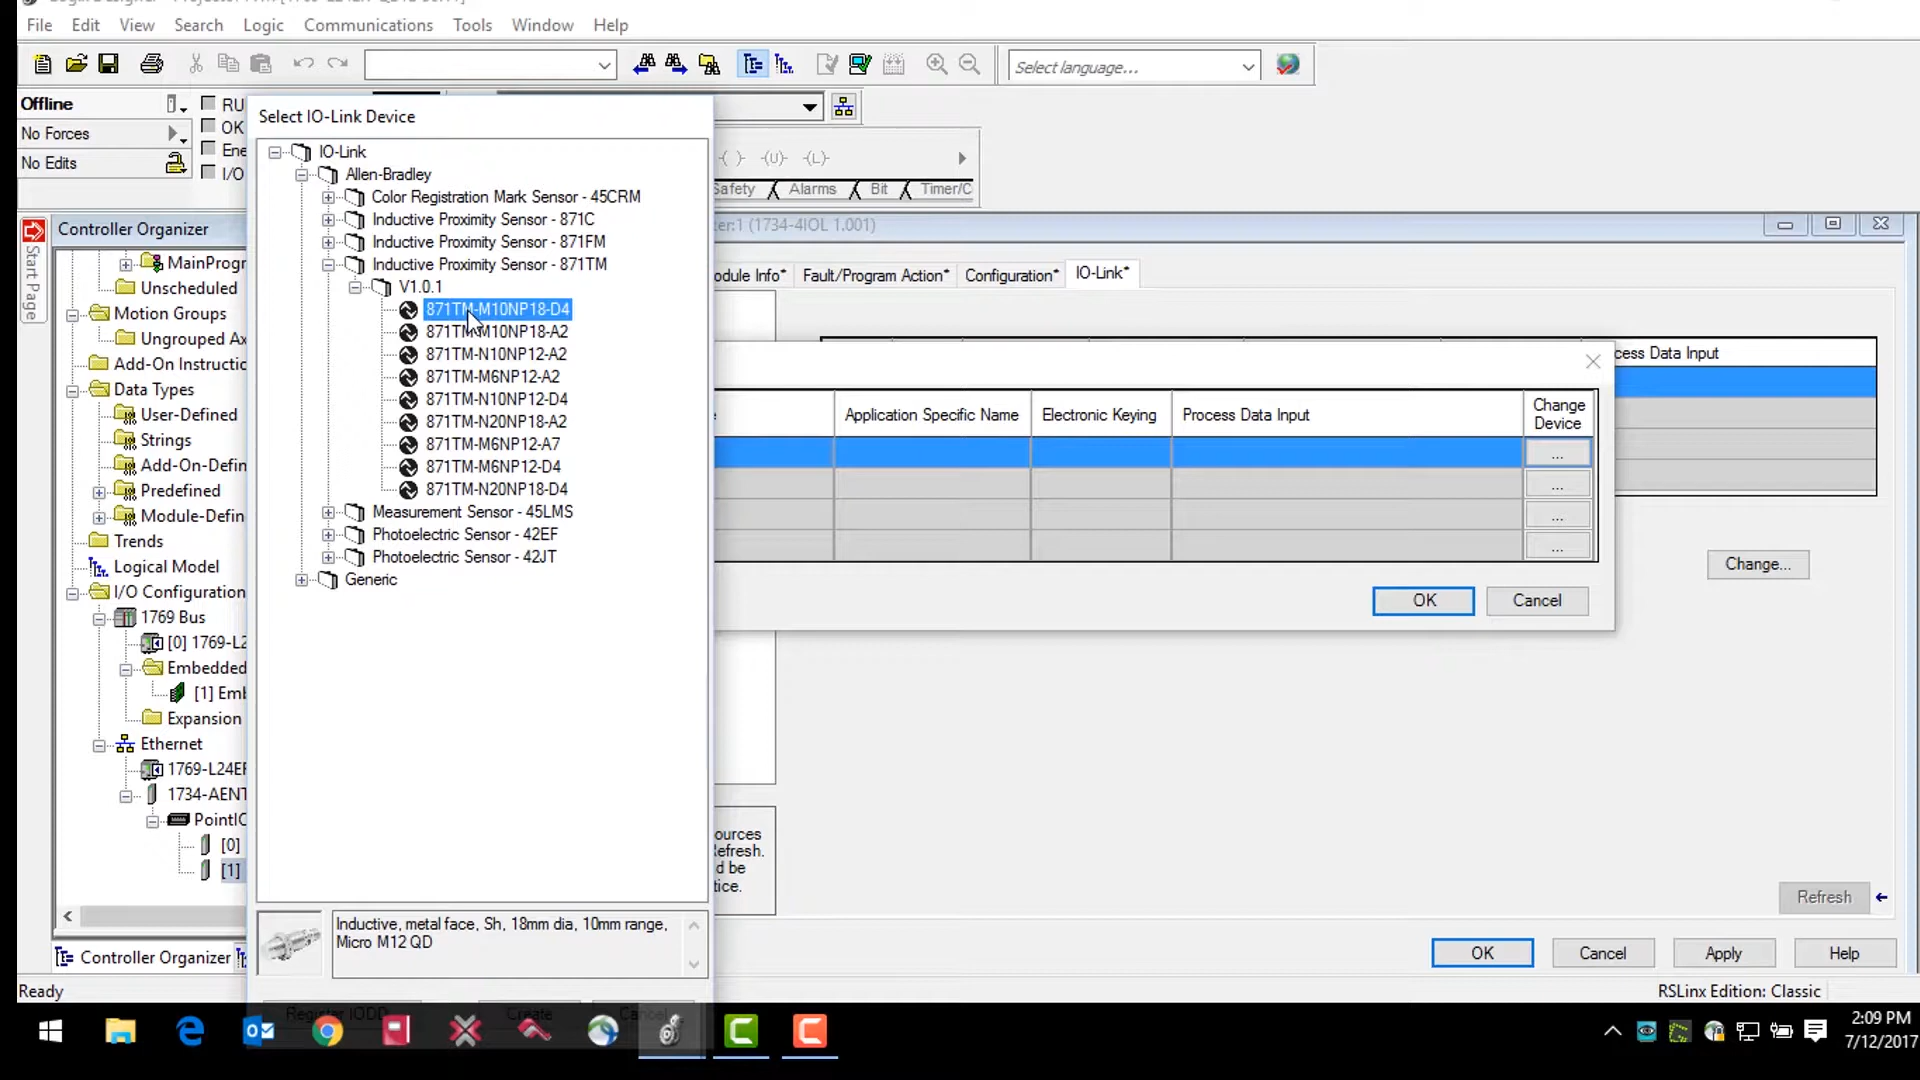 File Edit View Search Logic Communications Tools Window Help
Select language...
Offline
RU
No Forces
OK
No Edits
Ene
I/O
Safety Alarms Bit Timer/C
Select IO-Link Device
IO-Link
Allen-Bradley
Color Registration Mark Sensor - 45CRM
Inductive Proximity Sensor - 871C
Inductive Proximity Sensor - 871FM
Inductive Proximity Sensor - 871TM
V1.0.1
871TM-M10NP18-D4
871TM-M10NP18-A2
871TM-N10NP12-A2
871TM-M6NP12-A2
871TM-N10NP12-D4
871TM-N20NP18-A2
871TM-M6NP12-A7
871TM-M6NP12-D4
871TM-N20NP18-D4
Measurement Sensor - 45LMS
Photoelectric Sensor - 42EF
Photoelectric Sensor - 42JT
Generic
Inductive, metal face, Sh, 18mm dia, 10mm range,
Micro M12 QD
Register IODD Create Cancel
Start Page
Controller Organizer
MainProgr
Unscheduled
Motion Groups
Ungrouped Ax
Add-On Instructic
Data Types
User-Defined
Strings
Add-On-Defin
Predefined
Module-Defin
Trends
Logical Model
I/O Configuration
1769 Bus
[0] 1769-L2
Embedded
[1] Emb
Expansion
Ethernet
1769-L24EF
1734-AENT
PointIO
[0]
[1]
Controller Organizer
ter:1 (1734-4IOL 1.001)
odule Info* Fault/Program Action* Configuration* IO-Link*
cess Data Input
Application Specific Name Electronic Keying Process Data Input Change Device
...
...
...
...
OK Cancel
Change...
ources
Refresh.
d be
tice.
Refresh
OK Cancel Apply Help
Ready
RSLinx Edition: Classic
2:09 PM
7/12/2017